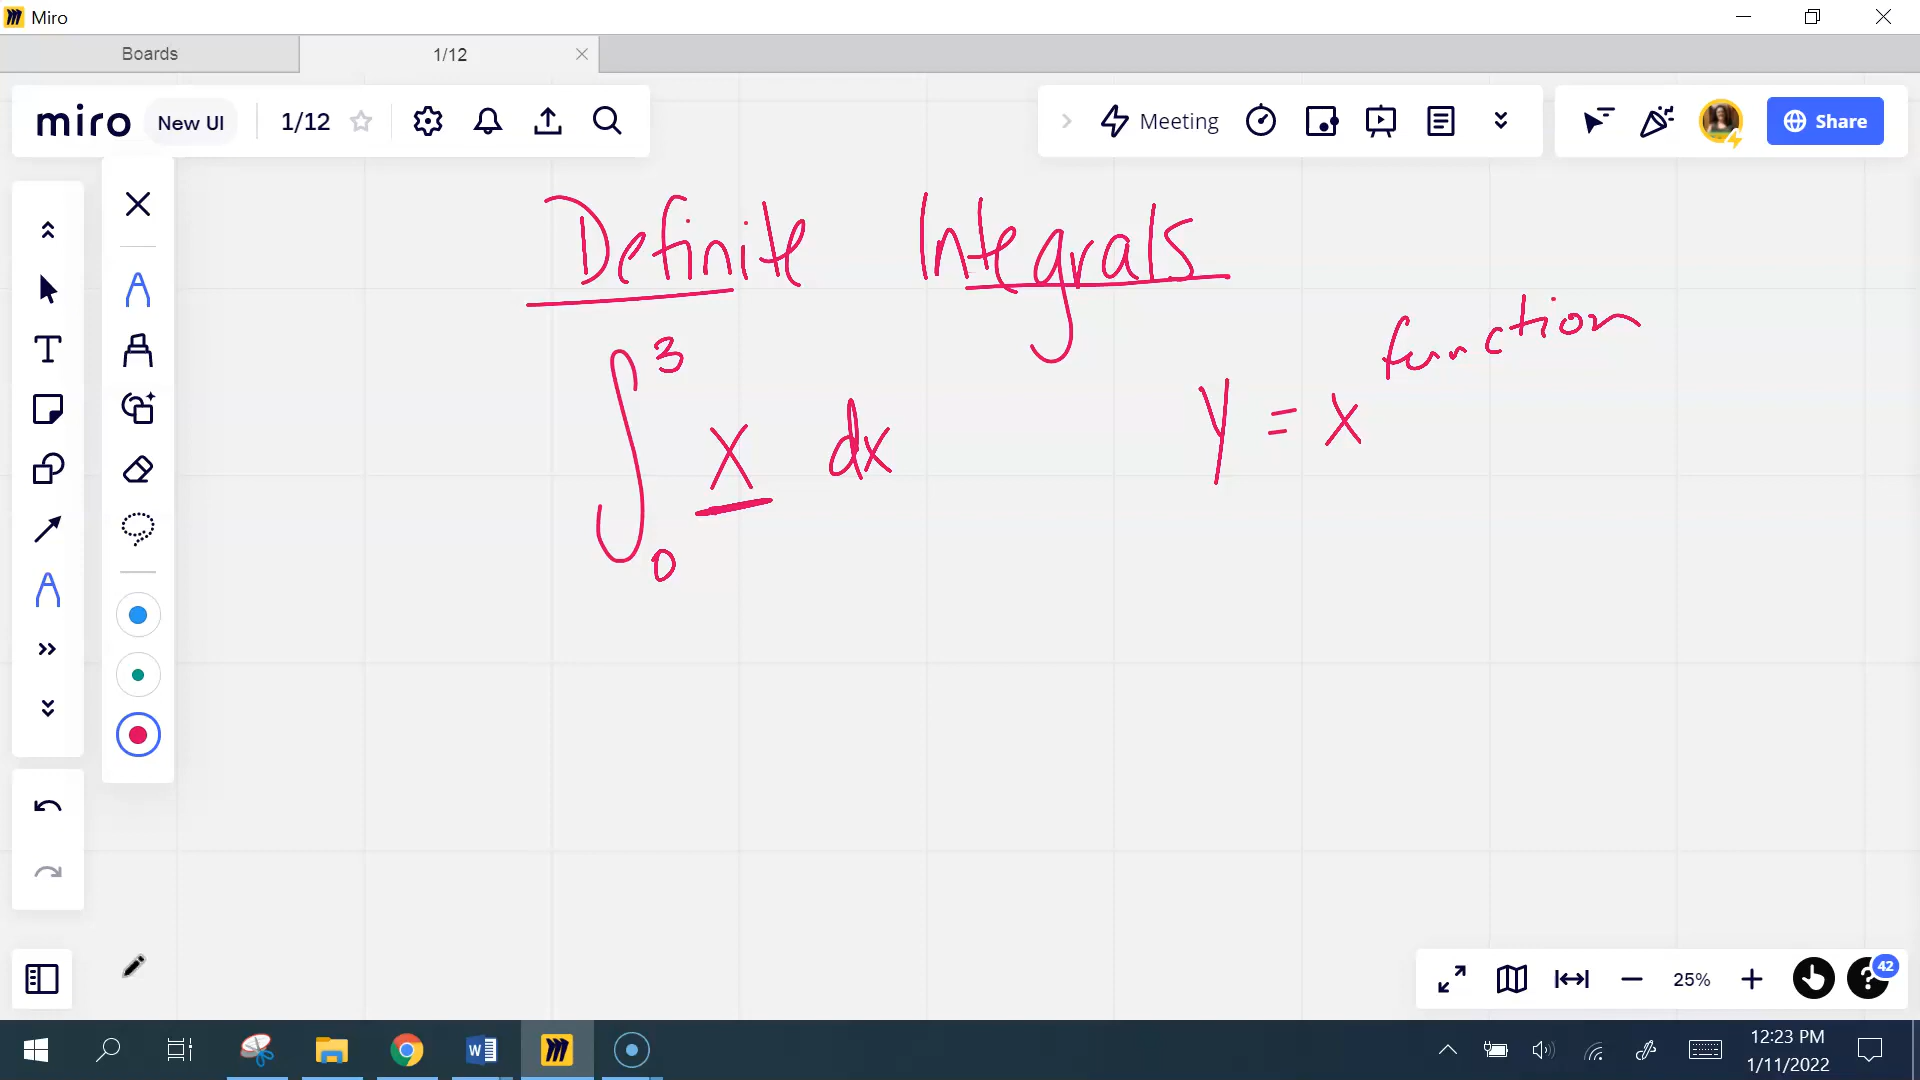 Miro
Boards
1/12
miro New UI 1/12
Meeting
Share
Definite Integrals
function
3
∫ x dx
0
y = x
42
25%
12:23 PM
1/11/2022